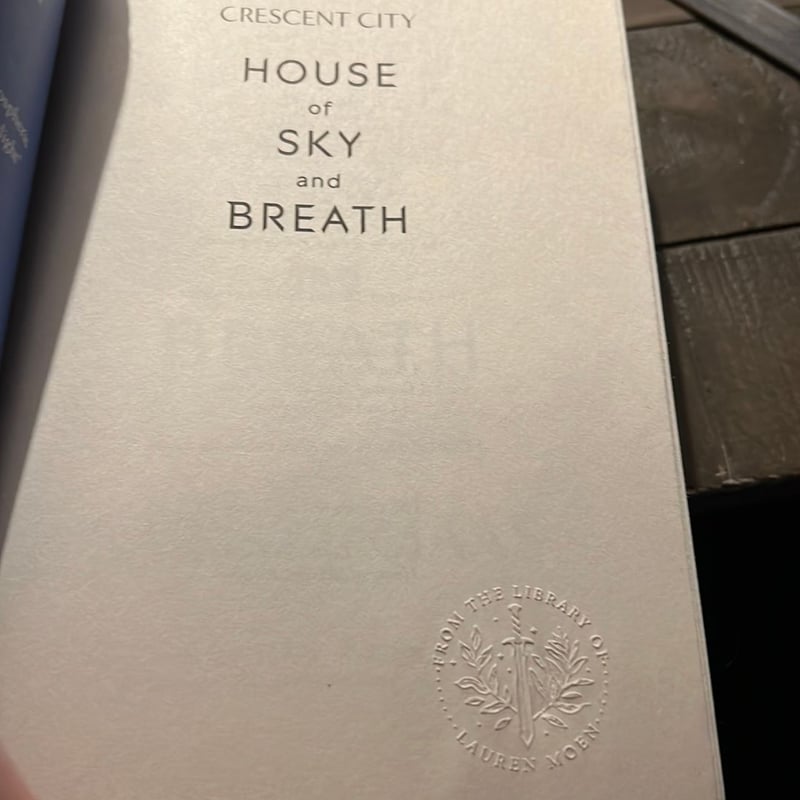 CRESCENT CITY
HOUSE
of
SKY
and
BREATH
FROM THE LIBRARY OF
LAUREN MOEN